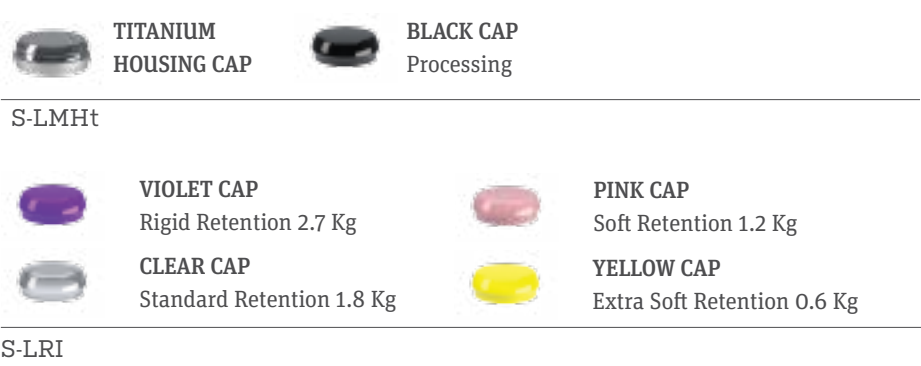 TITANIUM
HOUSING CAP
BLACK CAP
Processing
S-LMHt
VIOLET CAP
Rigid Retention 2.7 Kg
PINK CAP
Soft Retention 1.2 Kg
CLEAR CAP
Standard Retention 1.8 Kg
YELLOW CAP
Extra Soft Retention 0.6 Kg
S-LRI